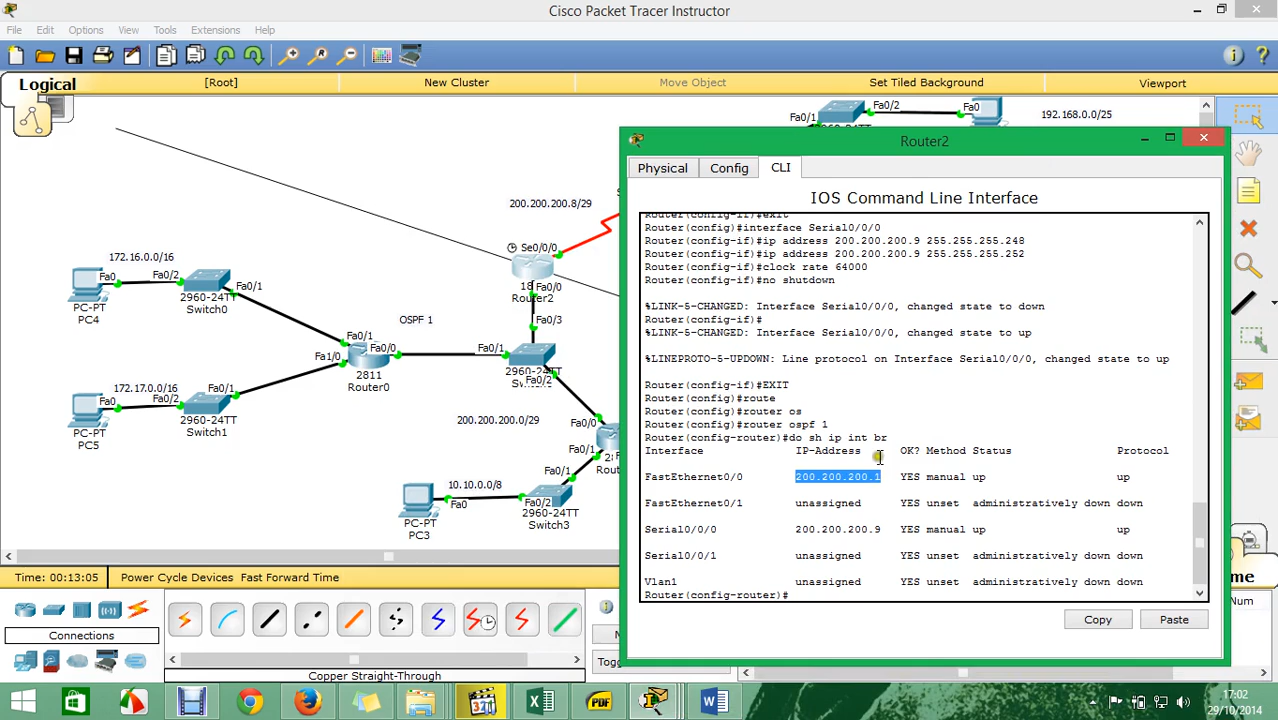 Cisco Packet Tracer Instructor
File Edit Options View Tools Extensions Help
Logical
[Root]
New Cluster
Move Object
Set Tiled Background
Viewport
Fa0/1
Fa0/2
Fa0
192.168.0.0/25
200.200.200.8/29
Se0/0/0
18
Fa0/0
Router2
Fa0/3
172.16.0.0/16
Fa0
Fa0/2
Fa0/1
PC-PT
PC4
2960-24TT
Switch0
OSPF 1
Fa0/1
Fa0/0
Fa1/0
2811
Router0
Fa0/1
2960-24TT
Fa0/2
172.17.0.0/16
Fa0
Fa0/2
Fa0/1
PC-PT
PC5
2960-24TT
Switch1
200.200.200.0/29
Fa0/0
Fa0/1
10.10.0.0/8
Fa0
Fa0/2
PC-PT
PC3
2960-24TT
Switch3
Router2
Physical
Config
CLI
IOS Command Line Interface
Router(config-if)#exit
Router(config)#interface Serial0/0/0
Router(config-if)#ip address 200.200.200.9 255.255.255.248
Router(config-if)#ip address 200.200.200.9 255.255.255.252
Router(config-if)#clock rate 64000
Router(config-if)#no shutdown
%LINK-5-CHANGED: Interface Serial0/0/0, changed state to down
Router(config-if)#
%LINK-5-CHANGED: Interface Serial0/0/0, changed state to up
%LINEPROTO-5-UPDOWN: Line protocol on Interface Serial0/0/0, changed state to up
Router(config-if)#EXIT
Router(config)#route
Router(config)#router os
Router(config)#router ospf 1
Router(config-router)#do sh ip int br
Interface IP-Address OK? Method Status Protocol
FastEthernet0/0 200.200.200.1 YES manual up up
FastEthernet0/1 unassigned YES unset administratively down down
Serial0/0/0 200.200.200.9 YES manual up up
Serial0/0/1 unassigned YES unset administratively down down
Vlan1 unassigned YES unset administratively down down
Router(config-router)#
Copy
Paste
Time: 00:13:05
Power Cycle Devices Fast Forward Time
Connections
Copper Straight-Through
Num
17:02
29/10/2014